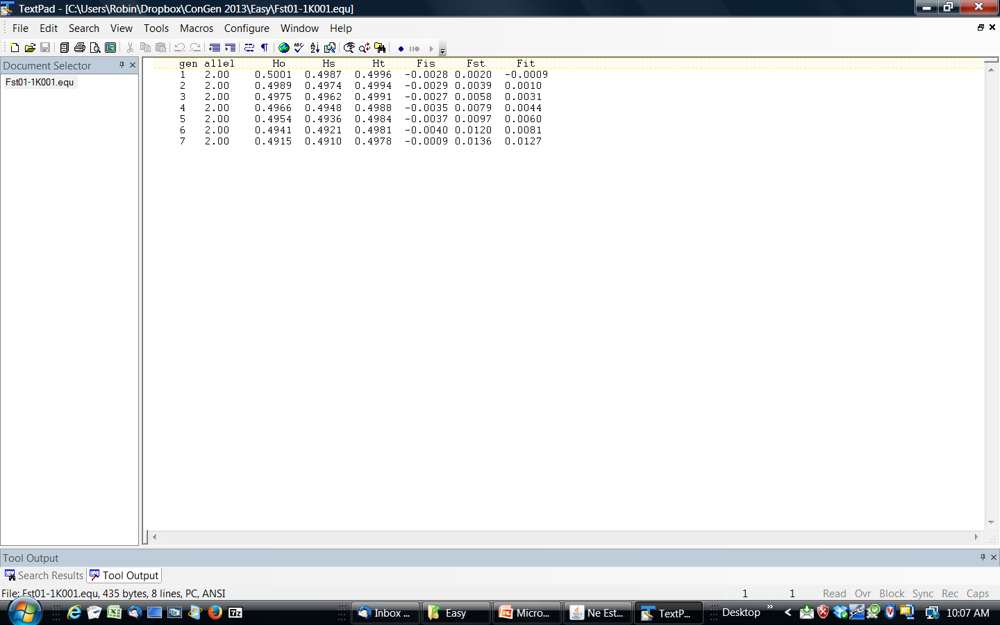 TextPad - [C:\Users\Robin\Dropbox\ConGen 2013\Easy\Fst01-1K001.equ]
File Edit Search View Tools Macros Configure Window Help
Document Selector
Fst01-1K001.equ
gen allel Ho Hs Ht Fis Fst Fit
1 2.00 0.5001 0.4987 0.4996 -0.0028 0.0020 -0.0009
2 2.00 0.4989 0.4974 0.4994 -0.0029 0.0039 0.0010
3 2.00 0.4975 0.4962 0.4991 -0.0027 0.0058 0.0031
4 2.00 0.4966 0.4948 0.4988 -0.0035 0.0079 0.0044
5 2.00 0.4954 0.4936 0.4984 -0.0037 0.0097 0.0060
6 2.00 0.4941 0.4921 0.4981 -0.0040 0.0120 0.0081
7 2.00 0.4915 0.4910 0.4978 -0.0009 0.0136 0.0127
Tool Output
Search Results Tool Output
File: Fst01-1K001.equ, 435 bytes, 8 lines, PC, ANSI 1 1 Read Ovr Block Sync Rec Caps
7z Inbox ... Easy Micro... Ne Est... TextP... Desktop 10:07 AM